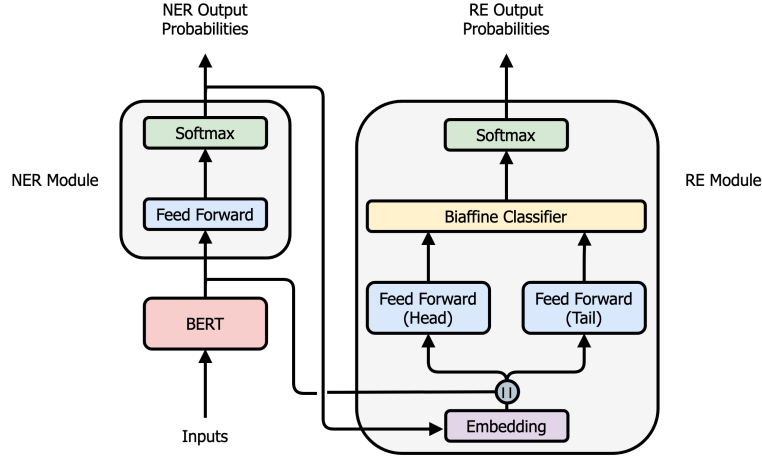 NER Output
Probabilities
RE Output
Probabilities
Softmax
Softmax
NER Module
RE Module
Feed Forward
Biaffine Classifier
Feed Forward
(Head)
Feed Forward
(Tail)
BERT
||
Embedding
Inputs